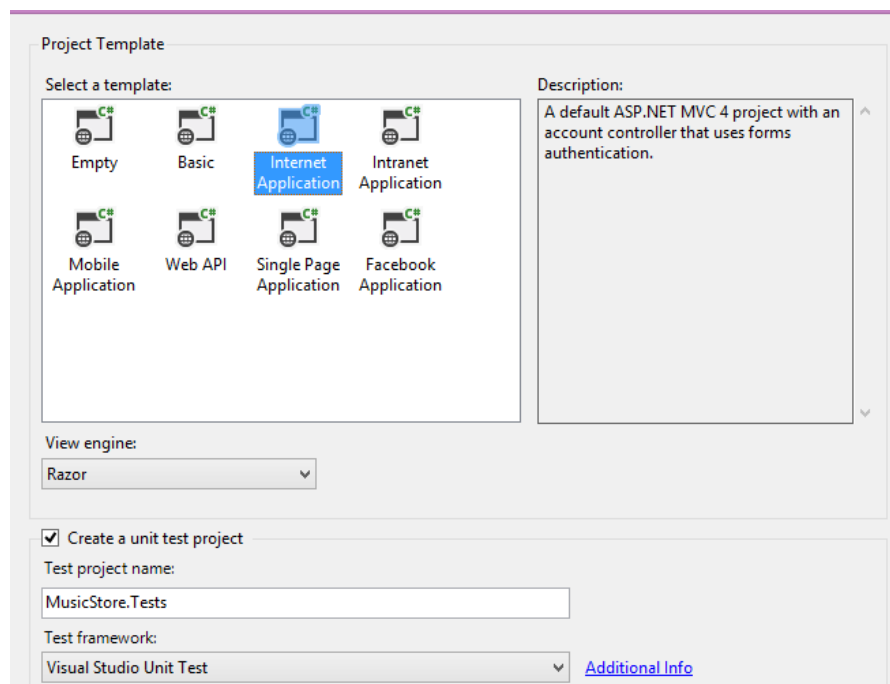 Project Template
Select a template:
C# C# C# C#
Empty Basic Internet Application Intranet Application
C# C# C# C#
Mobile Application Web API Single Page Application Facebook Application
Description:
A default ASP.NET MVC 4 project with an
account controller that uses forms
authentication.
View engine:
Razor
Create a unit test project
Test project name:
MusicStore.Tests
Test framework:
Visual Studio Unit Test
Additional Info